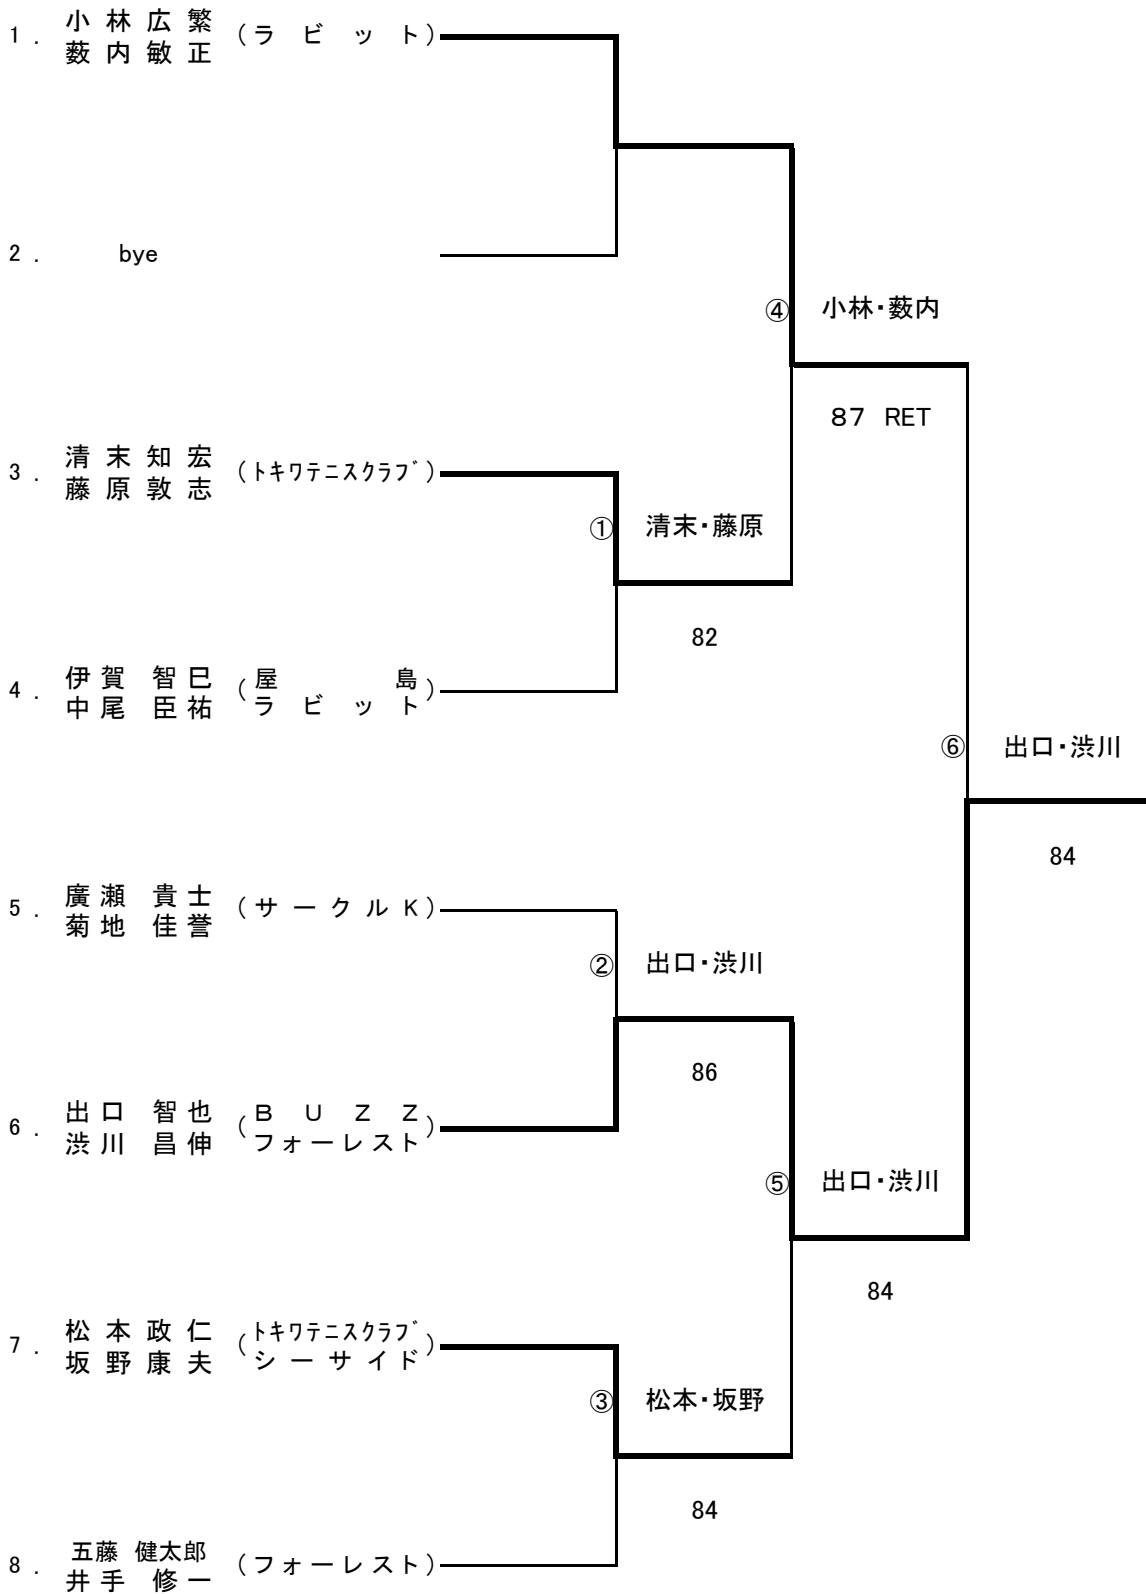 1． 小林広繁 （ラビット）
薮内敏正
2． bye
④ 小林・薮内
87 RET
3． 清末知宏 （トキワテニスクラブ）
藤原敦志
① 清末・藤原
82
4． 伊賀 智巳 （屋島
中尾 臣祐 ラビット）
⑥ 出口・渋川
84
5． 廣瀬 貴士 （サークルK）
菊地 佳誉
② 出口・渋川
86
6． 出口 智也 （BUZZ
渋川 昌伸 フォーレスト）
⑤ 出口・渋川
84
7． 松本政仁 （トキワテニスクラブ
坂野康夫 シーサイド）
③ 松本・坂野
84
8． 五藤 健太郎 （フォーレスト）
井手 修一